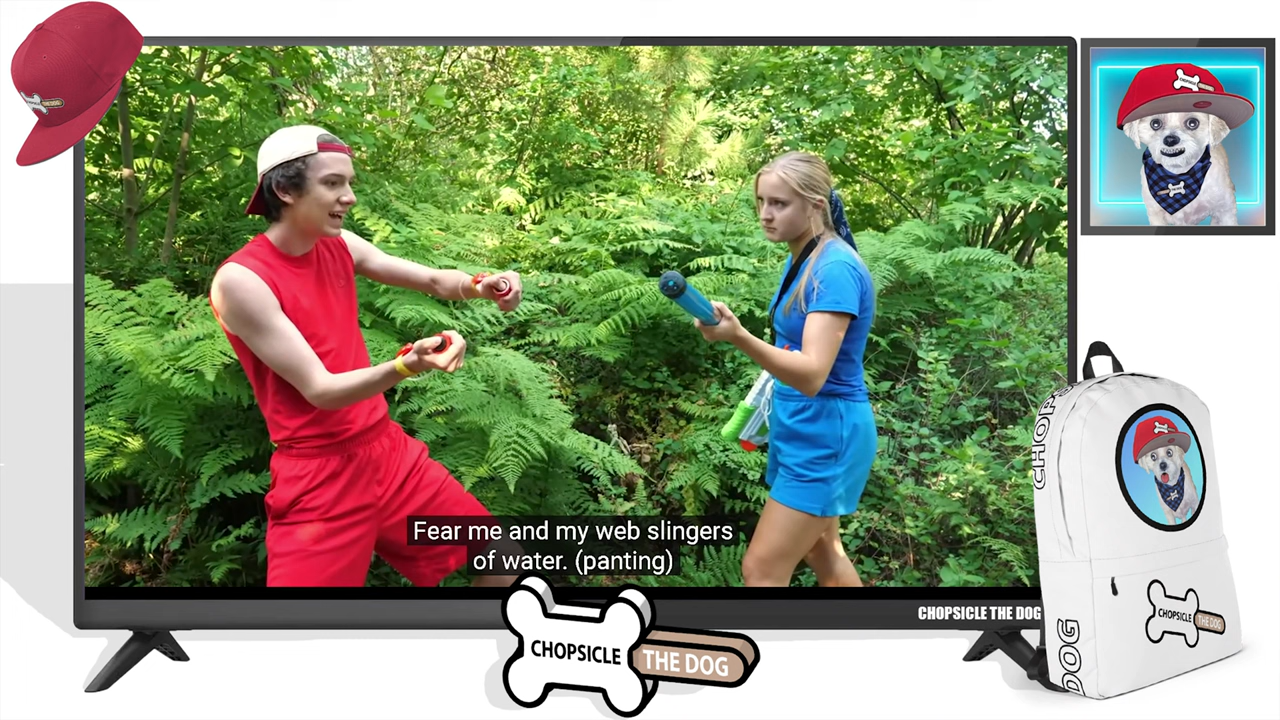 Fear me and my web slingers
of water. (panting)
CHOPSICLE THE DOG
CHOPSICLE
THE DOG
CHOPSICLE
THE DOG
DOG